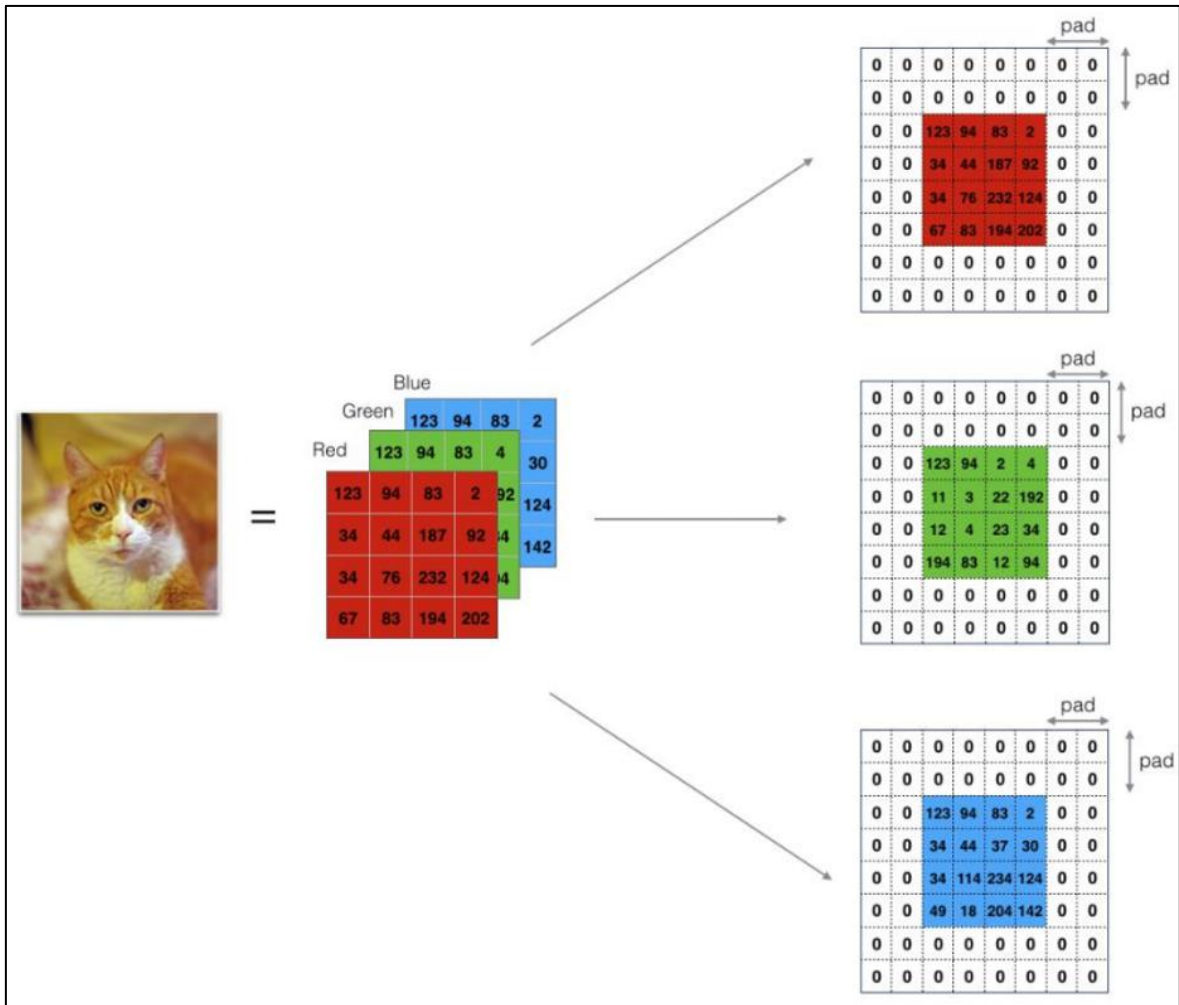 Blue
Green
Red
123 94 83 2
30
124
142
123 94 83 4
123 94 83 2
34 44 187 92
34 76 232 124
67 83 194 202
=
pad
pad
0 0 0 0 0 0 0 0
0 0 0 0 0 0 0 0
0 0 123 94 83 2 0 0
0 0 34 44 187 92 0 0
0 0 34 76 232 124 0 0
0 0 67 83 194 202 0 0
0 0 0 0 0 0 0 0
0 0 0 0 0 0 0 0
pad
pad
0 0 0 0 0 0 0 0
0 0 0 0 0 0 0 0
0 0 123 94 2 4 0 0
0 0 11 3 22 192 0 0
0 0 12 4 23 34 0 0
0 0 194 83 12 94 0 0
0 0 0 0 0 0 0 0
0 0 0 0 0 0 0 0
pad
pad
0 0 0 0 0 0 0 0
0 0 0 0 0 0 0 0
0 0 123 94 83 2 0 0
0 0 34 44 37 30 0 0
0 0 34 114 234 124 0 0
0 0 49 18 204 142 0 0
0 0 0 0 0 0 0 0
0 0 0 0 0 0 0 0